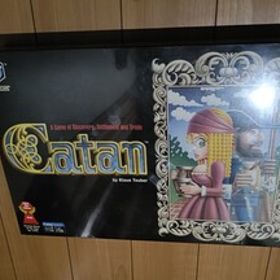 A Game of Discovery, Settlement and Trade
Catan
by Klaus Teuber